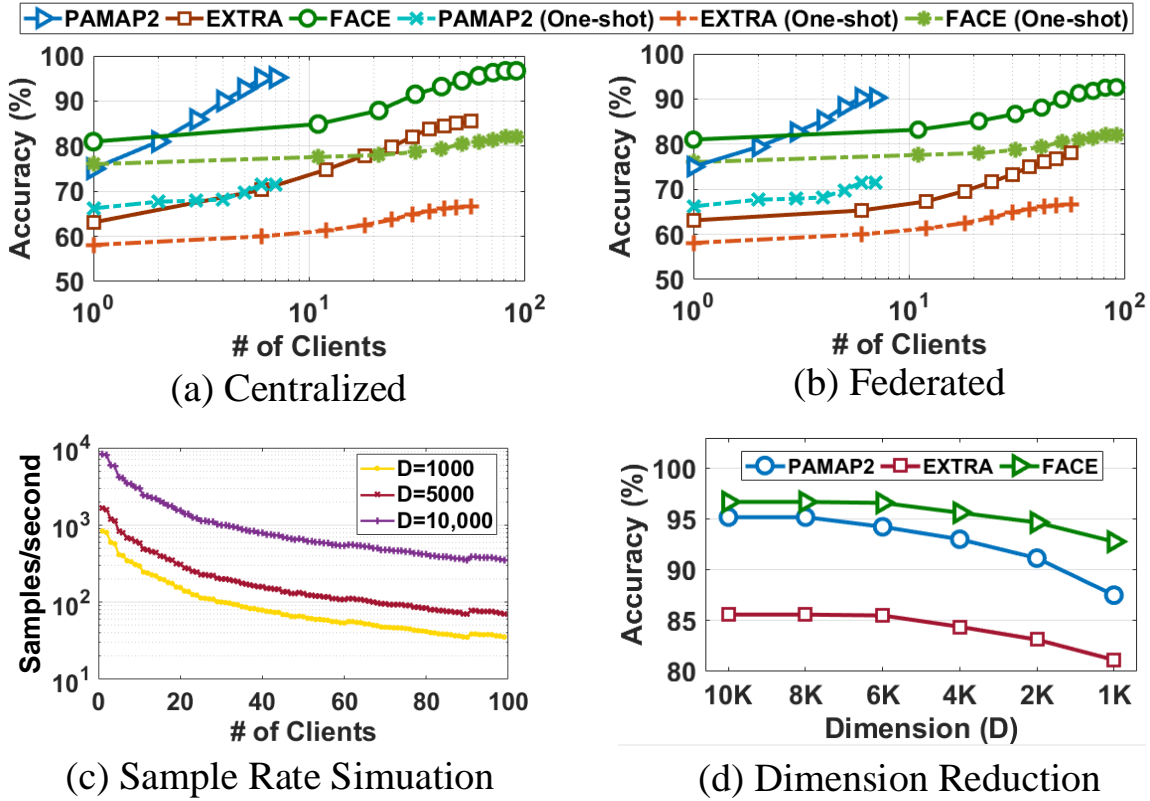 PAMAP2 EXTRA FACE PAMAP2 (One-shot) EXTRA (One-shot) FACE (One-shot)
Accuracy (%)
100
90
80
70
60
50
10^0 10^1 10^2
# of Clients
(a) Centralized
Accuracy (%)
100
90
80
70
60
50
10^0 10^1 10^2
# of Clients
(b) Federated
Samples/second
10^4
10^3
10^2
10^1
D=1000
D=5000
D=10,000
0 20 40 60 80 100
# of Clients
(c) Sample Rate Simuation
Accuracy (%)
100
95
90
85
80
PAMAP2 EXTRA FACE
10K 8K 6K 4K 2K 1K
Dimension (D)
(d) Dimension Reduction